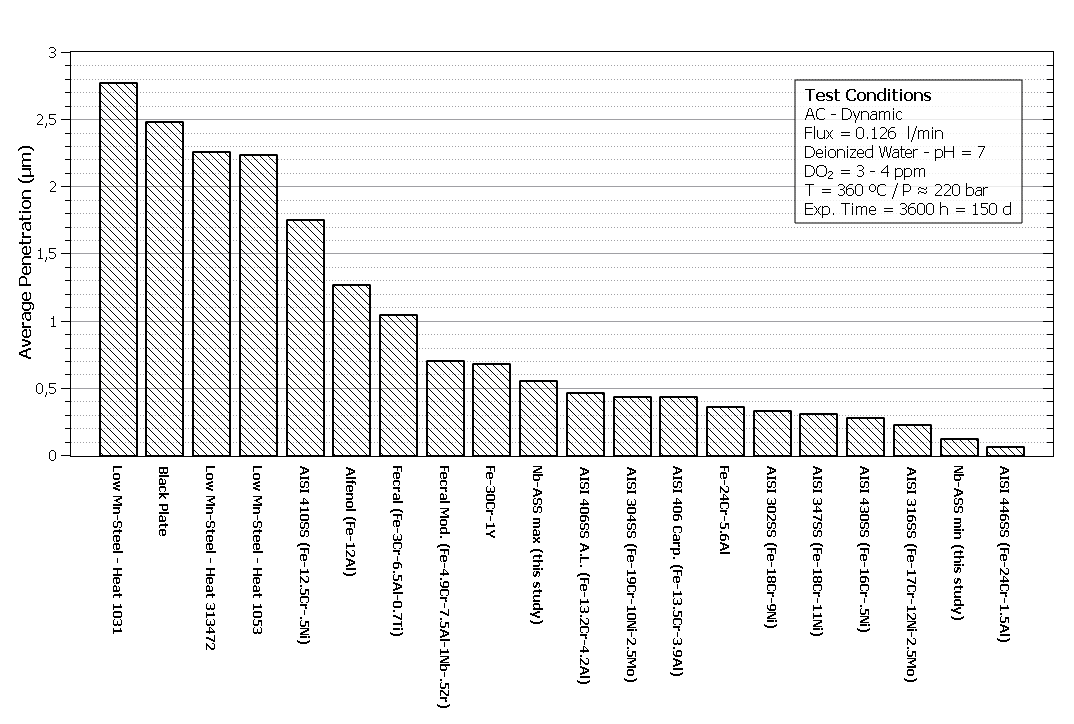 3
2,5
2
1,5
1
0,5
0
Average Penetration (µm)
Test Conditions
AC - Dynamic
Flux = 0.126 l/min
Deionized Water - pH = 7
DO₂ = 3 - 4 ppm
T = 360 ºC / P ≈ 220 bar
Exp. Time = 3600 h = 150 d
Low Mn-Steel - Heat 1031
Black Plate
Low Mn-Steel - Heat 313472
Low Mn-Steel - Heat 1053
AISI 410SS (Fe-12.5Cr-.5Ni)
Alfenol (Fe-12Al)
Fecral (Fe-3Cr-6.5Al-0.7Ti)
Fecral Mod. (Fe-4.9Cr-7.5Al-1Nb-.5Zr)
Fe-30Cr-1Y
Nb-ASS max (this study)
AISI 406SS A.L. (Fe-13.2Cr-4.2Al)
AISI 304SS (Fe-19Cr-10Ni-2.5Mo)
AISI 406 Carp. (Fe-13.5Cr-3.9Al)
Fe-24Cr-5.6Al
AISI 302SS (Fe-18Cr-9Ni)
AISI 347SS (Fe-18Cr-11Ni)
AISI 430SS (Fe-16Cr-.5Ni)
AISI 316SS (Fe-17Cr-12Ni-2.5Mo)
Nb-ASS min (this study)
AISI 446SS (Fe-24Cr-1.5Al)